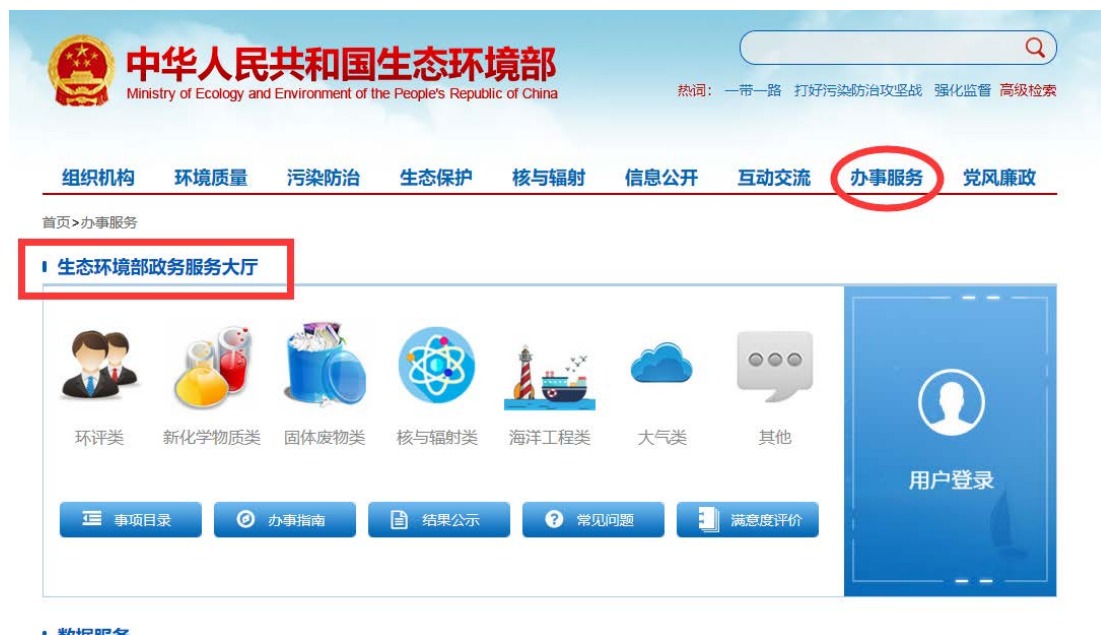 中华人民共和国生态环境部
Ministry of Ecology and Environment of the People's Republic of China
热词： 一带一路 打好污染防治攻坚战 强化监督 高级检索
组织机构 环境质量 污染防治 生态保护 核与辐射 信息公开 互动交流 办事服务 党风廉政
首页>办事服务
生态环境部政务服务大厅
环评类 新化学物质类 固体废物类 核与辐射类 海洋工程类 大气类 其他
用户登录
事项目录 办事指南 结果公示 常见问题 满意度评价
数据服务